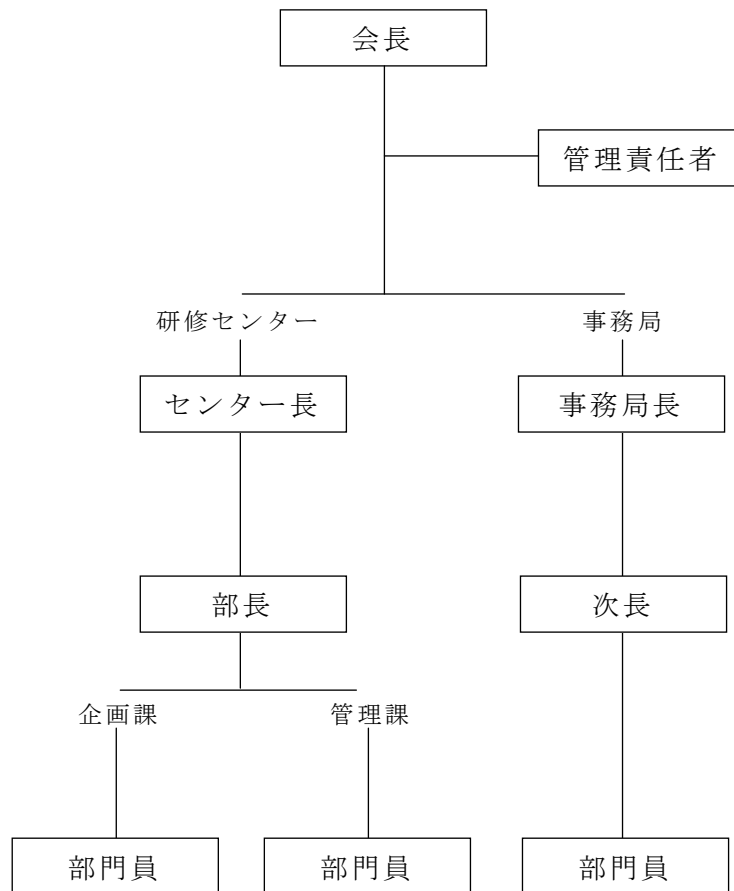 会長
管理責任者
研修センター
事務局
センター長
事務局長
部長
次長
企画課
管理課
部門員
部門員
部門員